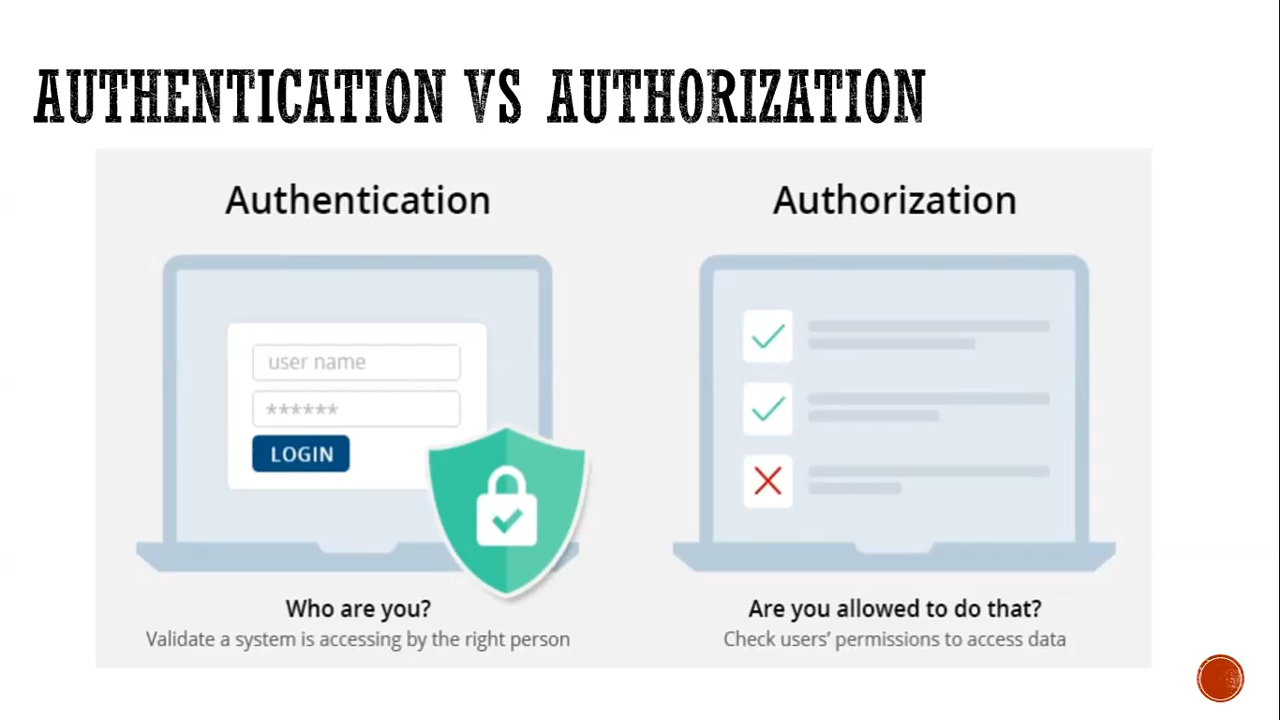 AUTHENTICATION VS AUTHORIZATION
Authentication
user name
******
LOGIN
Who are you?
Validate a system is accessing by the right person
Authorization
Are you allowed to do that?
Check users’ permissions to access data